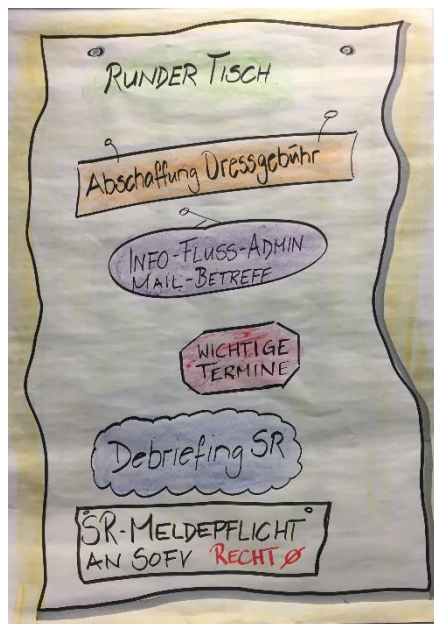 RUNDER TISCH
Abschaffung Dressgebühr
INFO-FLUSS-ADMIN
MAIL-BETREFF
WICHTIGE
TERMINE
Debriefing SR
SR-MELDEPFLICHT
AN SOFV RECHT Ø